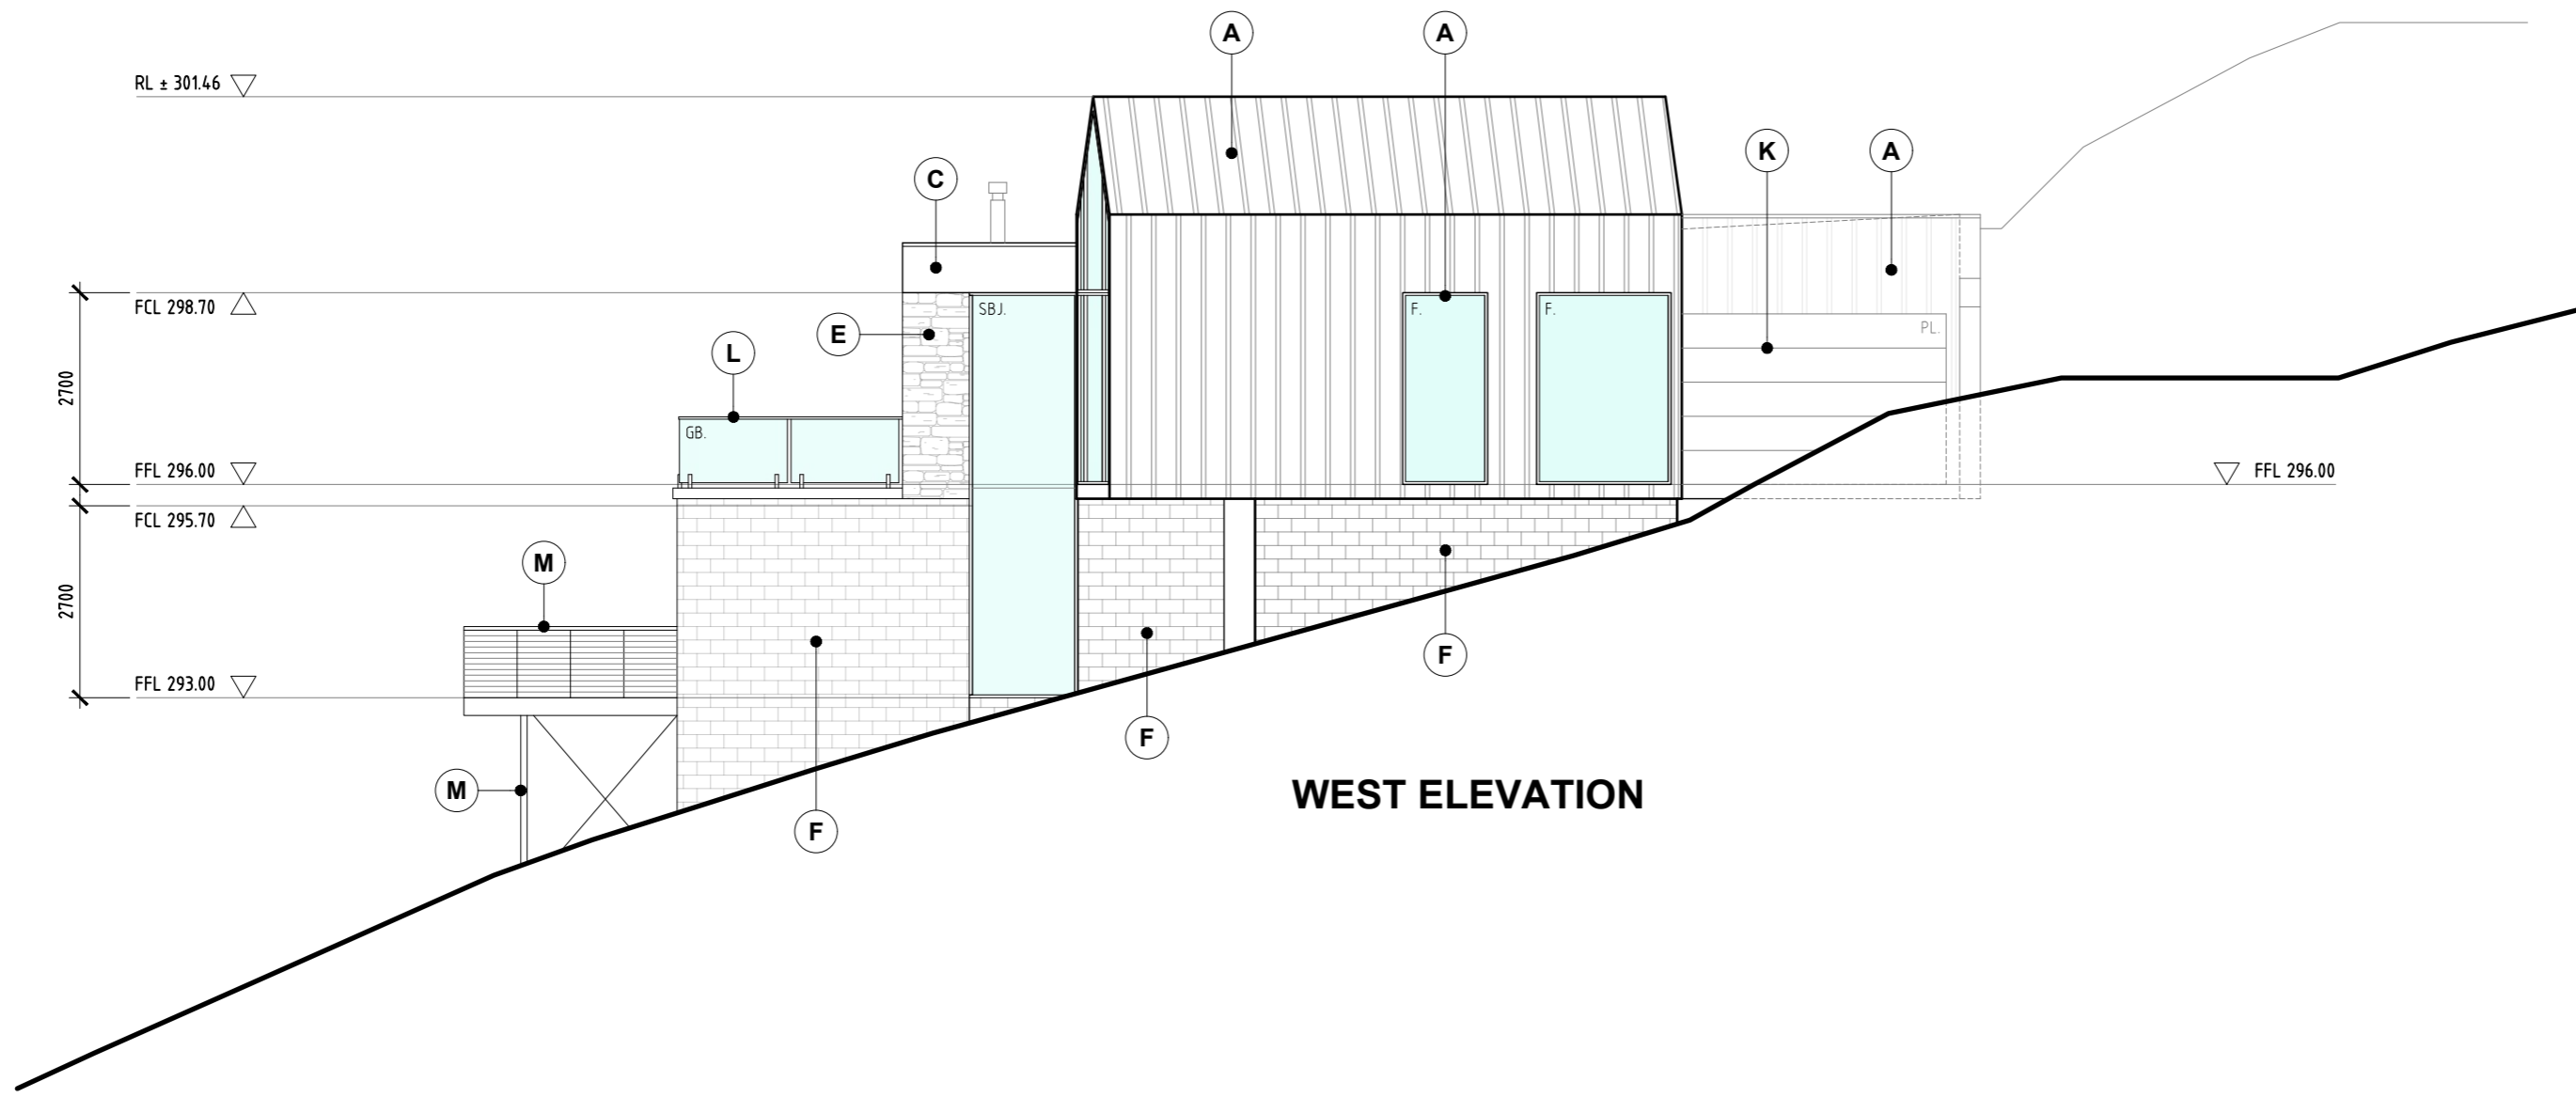 A
A
RL ± 301.46
K
A
C
FCL 298.70
SBJ.
F.
F.
E
PL.
L
2700
GB.
FFL 296.00
FFL 296.00
FCL 295.70
M
2700
F
FFL 293.00
F
M
WEST ELEVATION
F